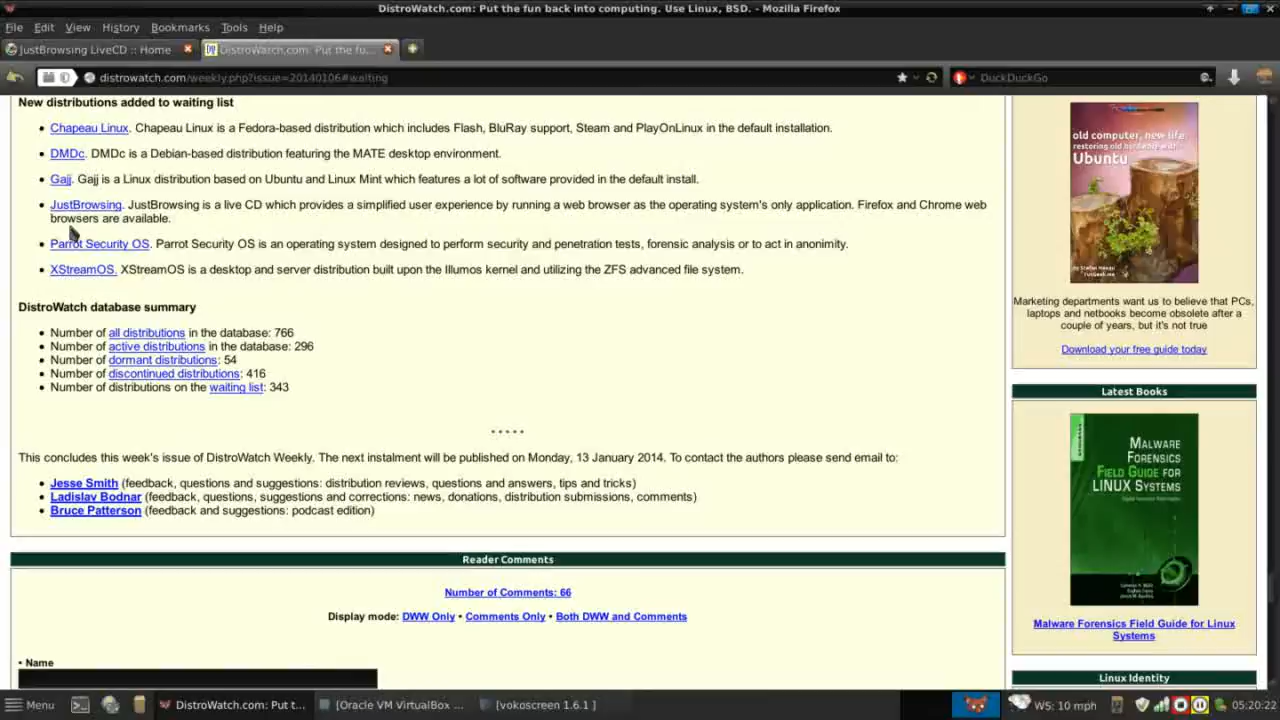 DistroWatch.com: Put the fun back into computing. Use Linux, BSD. - Mozilla Firefox
File Edit View History Bookmarks Tools Help
JustBrowsing LiveCD :: Home
DistroWatch.com: Put the fu...
distrowatch.com/weekly.php?issue=20140106#waiting
DuckDuckGo
New distributions added to waiting list
• Chapeau Linux. Chapeau Linux is a Fedora-based distribution which includes Flash, BluRay support, Steam and PlayOnLinux in the default installation.
• DMDc. DMDc is a Debian-based distribution featuring the MATE desktop environment.
• Gajj. Gajj is a Linux distribution based on Ubuntu and Linux Mint which features a lot of software provided in the default install.
• JustBrowsing. JustBrowsing is a live CD which provides a simplified user experience by running a web browser as the operating system's only application. Firefox and Chrome web
browsers are available.
• Parrot Security OS. Parrot Security OS is an operating system designed to perform security and penetration tests, forensic analysis or to act in anonimity.
• XStreamOS. XStreamOS is a desktop and server distribution built upon the Illumos kernel and utilizing the ZFS advanced file system.
DistroWatch database summary
• Number of all distributions in the database: 766
• Number of active distributions in the database: 296
• Number of dormant distributions: 54
• Number of discontinued distributions: 416
• Number of distributions on the waiting list: 343
• • • • •
This concludes this week's issue of DistroWatch Weekly. The next instalment will be published on Monday, 13 January 2014. To contact the authors please send email to:
• Jesse Smith (feedback, questions and suggestions: distribution reviews, questions and answers, tips and tricks)
• Ladislav Bodnar (feedback, questions, suggestions and corrections: news, donations, distribution submissions, comments)
• Bruce Patterson (feedback and suggestions: podcast edition)
Reader Comments
Number of Comments: 66
Display mode: DWW Only • Comments Only • Both DWW and Comments
• Name
old computer, new life:
restoring old hardware with
Ubuntu
Marketing departments want us to believe that PCs,
laptops and netbooks become obsolete after a
couple of years, but it's not true
Download your free guide today
Latest Books
MALWARE
FORENSICS
FIELD GUIDE FOR
LINUX SYSTEMS
Malware Forensics Field Guide for Linux
Systems
Linux Identity
Menu
DistroWatch.com: Put t...
[Oracle VM VirtualBox ...
[vokoscreen 1.6.1 ]
WS: 10 mph
05:20:22